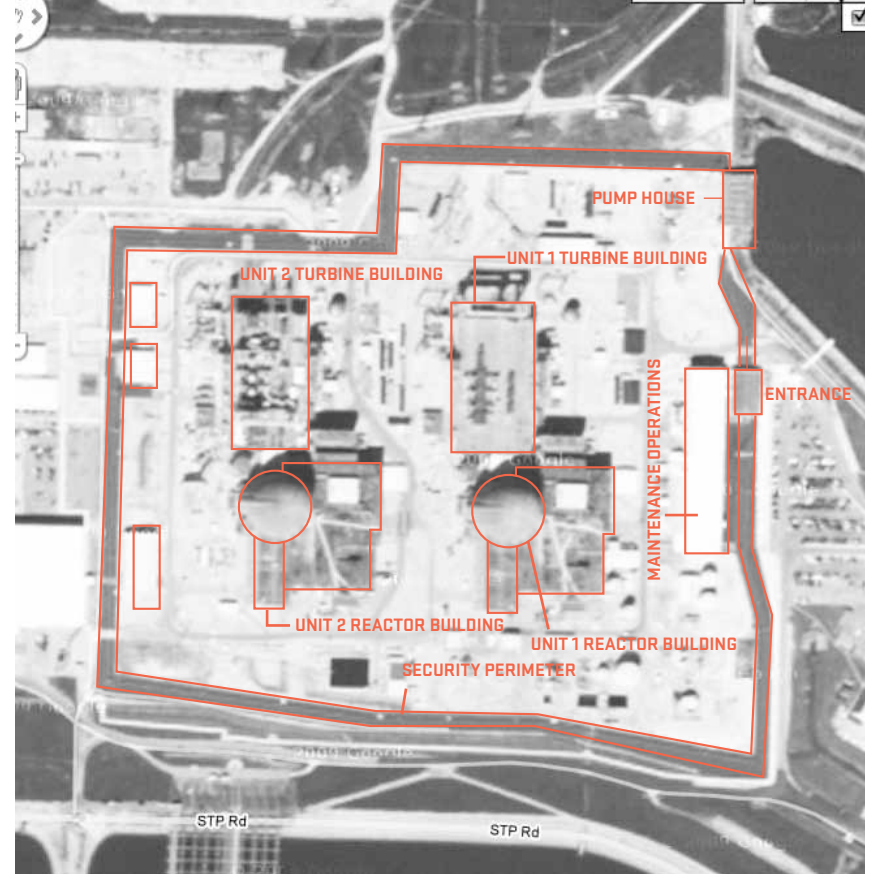 PUMP HOUSE
UNIT 1 TURBINE BUILDING
UNIT 2 TURBINE BUILDING
ENTRANCE
MAINTENANCE OPERATIONS
UNIT 2 REACTOR BUILDING
UNIT 1 REACTOR BUILDING
SECURITY PERIMETER
STP Rd
STP Rd